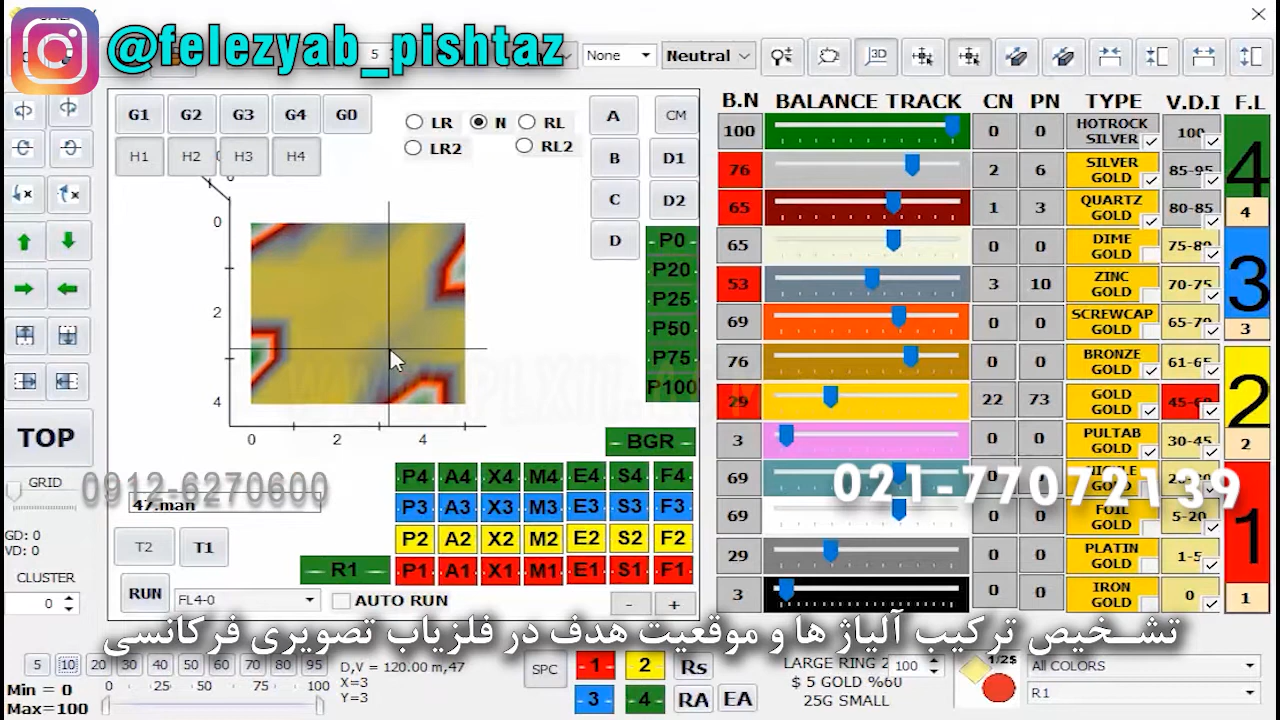 @felezyab_pishtaz
5
None
Neutral
3D
G1 G2 G3 G4 G0
H1 H2 H3 H4
LR N RL
LR2 RL2
A CM
B D1
C D2
D
P0
P20
P25
P50
P75
P100
0
2
4
0 2 4
B.N BALANCE TRACK CN PN TYPE V.D.I F.L
100 0 0 HOTROCK SILVER 100
76 2 6 SILVER GOLD 85-95
65 1 3 QUARTZ GOLD 80-85
65 0 0 DIME GOLD
53 3 10 ZINC GOLD 70-75
69 0 0 SCREWCAP GOLD
76 0 0 BRONZE GOLD 61-65
29 22 73 GOLD GOLD
3 0 0 PULTAB GOLD 30-45
69
69 FOIL GOLD 5-20
29 0 0 PLATIN GOLD 1-5
3 0 0 IRON GOLD 0
4
4
3
3
2
2
1
1
TOP
GRID
GD: 0
VD: 0
CLUSTER
0
BGR
0912-6270600
021-77072139
47.man
T2 T1
P4 A4 X4 M4 E4 S4 F4
P3 A3 X3 M3 E3 S3 F3
P2 A2 X2 M2 E2 S2 F2
R1 P1 A1 X1 M1 E1 S1 F1
RUN FL4-0 AUTO RUN - +
تشخیص ترکیب آلیاژ ها و موقعیت هدف در فلزیاب تصویری فرکانسی
5 10 20 30 40 50 60 70 80 95
Min = 0
Max=100
0 25 50 75 100
D,V = 120.00 m,47
X=3
Y=3
SPC
1 2 Rs
3 4 RA EA
LARGE RING 2 100
$ 5 GOLD %60
25G SMALL
1/2$
All COLORS
R1